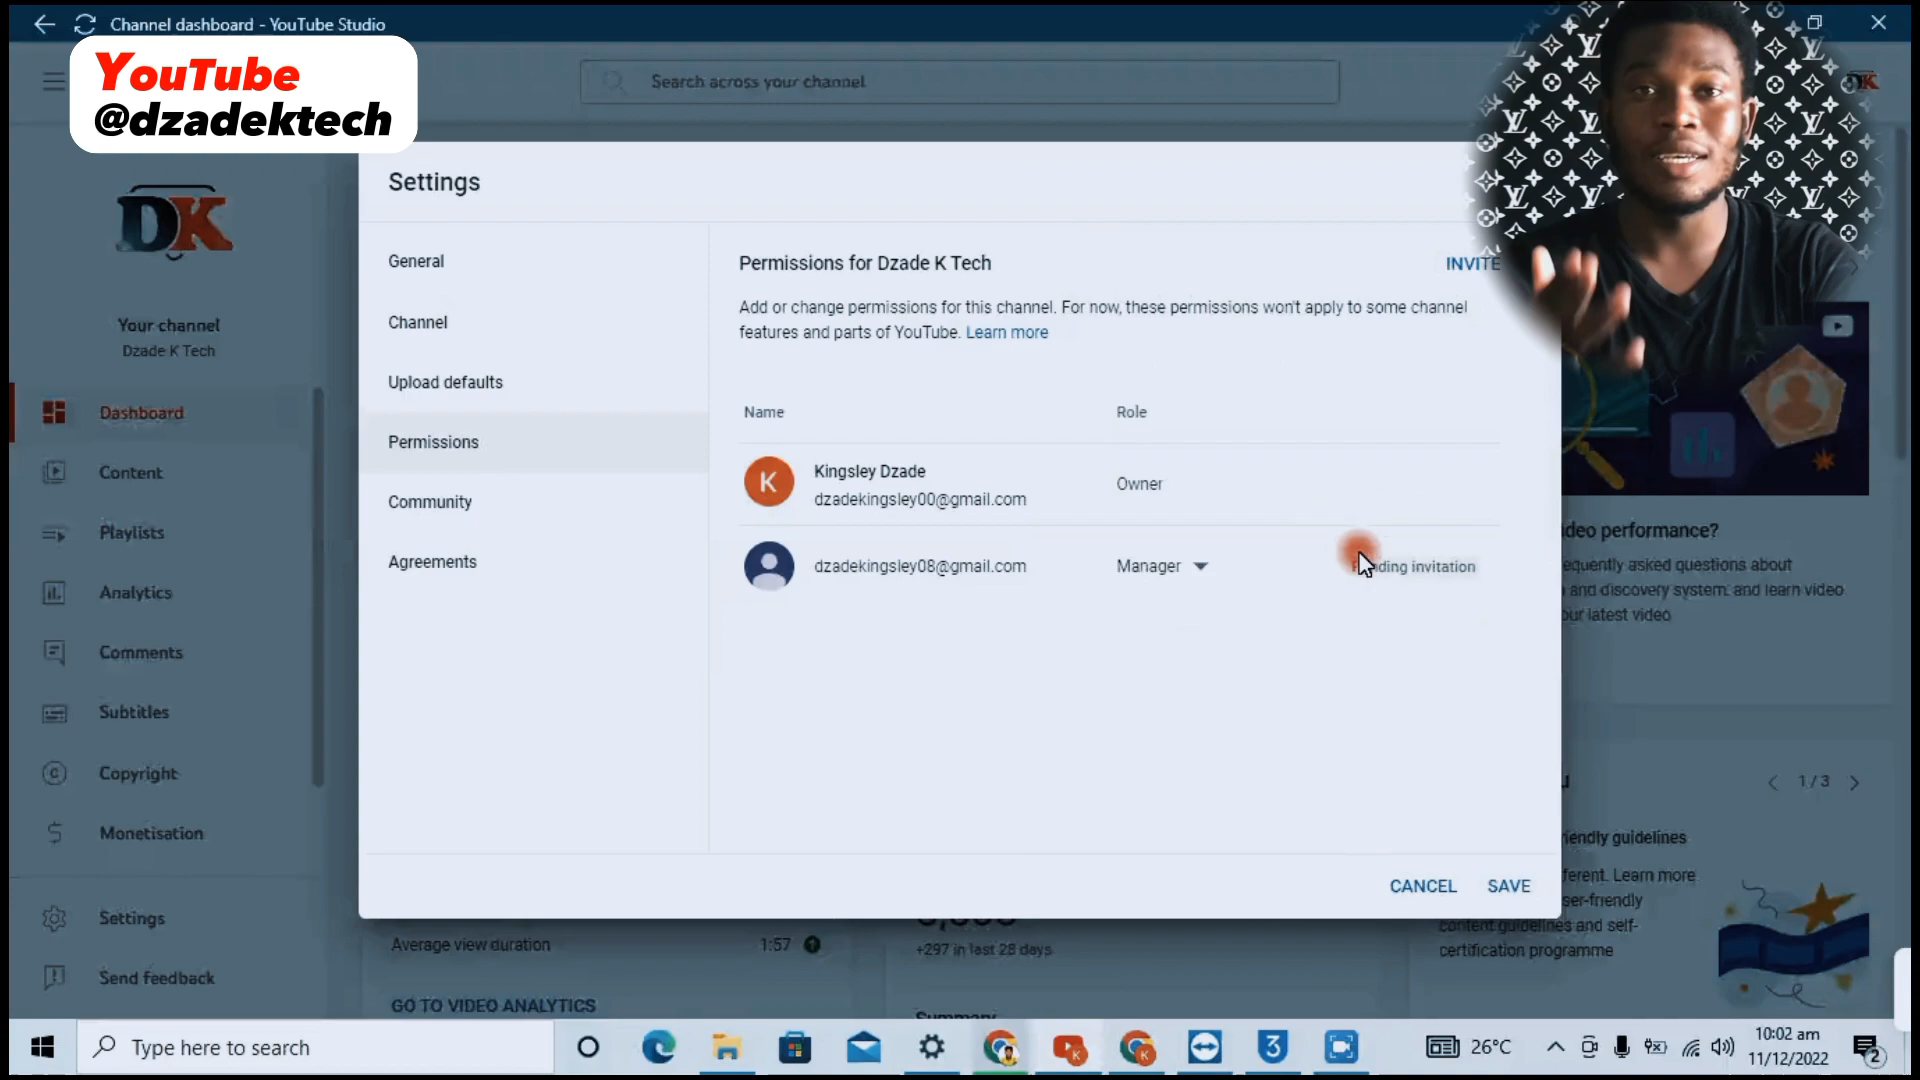 Channel dashboard - YouTube Studio
YouTube
@dzadektech
Search across your channel
DK
DK
Settings
General
Channel
Upload defaults
Permissions
Community
Agreements
Permissions for Dzade K Tech
INVITE
Add or change permissions for this channel. For now, these permissions won't apply to some channel
features and parts of YouTube. Learn more
Name
Role
K
Kingsley Dzade
dzadekingsley00@gmail.com
Owner
dzadekingsley08@gmail.com
Manager
nding invitation
CANCEL
SAVE
Your channel
Dzade K Tech
Dashboard
Content
Playlists
Analytics
Comments
Subtitles
Copyright
Monetisation
Settings
Send feedback
ideo performance?
equently asked questions about
and discovery system, and learn video
our latest video
1 / 3
iendly guidelines
ferent. Learn more
ser-friendly
content guidelines and self-
certification programme
Average view duration
1:57
+297 in last 28 days
GO TO VIDEO ANALYTICS
Summary
Type here to search
26°C
10:02 am
11/12/2022
2